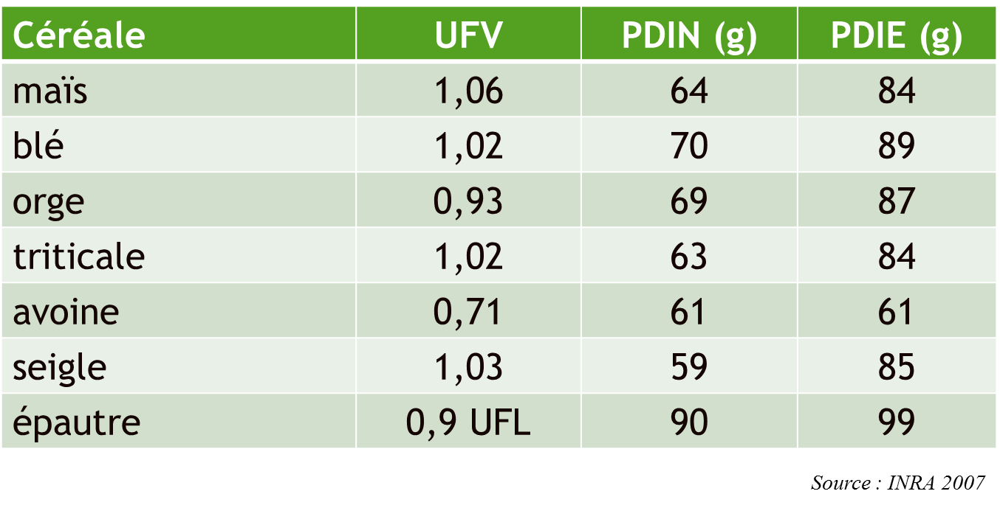 Céréale UFV PDIN (g) PDIE (g)
maïs 1,06 64 84
blé 1,02 70 89
orge 0,93 69 87
triticale 1,02 63 84
avoine 0,71 61 61
seigle 1,03 59 85
épautre 0,9 UFL 90 99
Source : INRA 2007